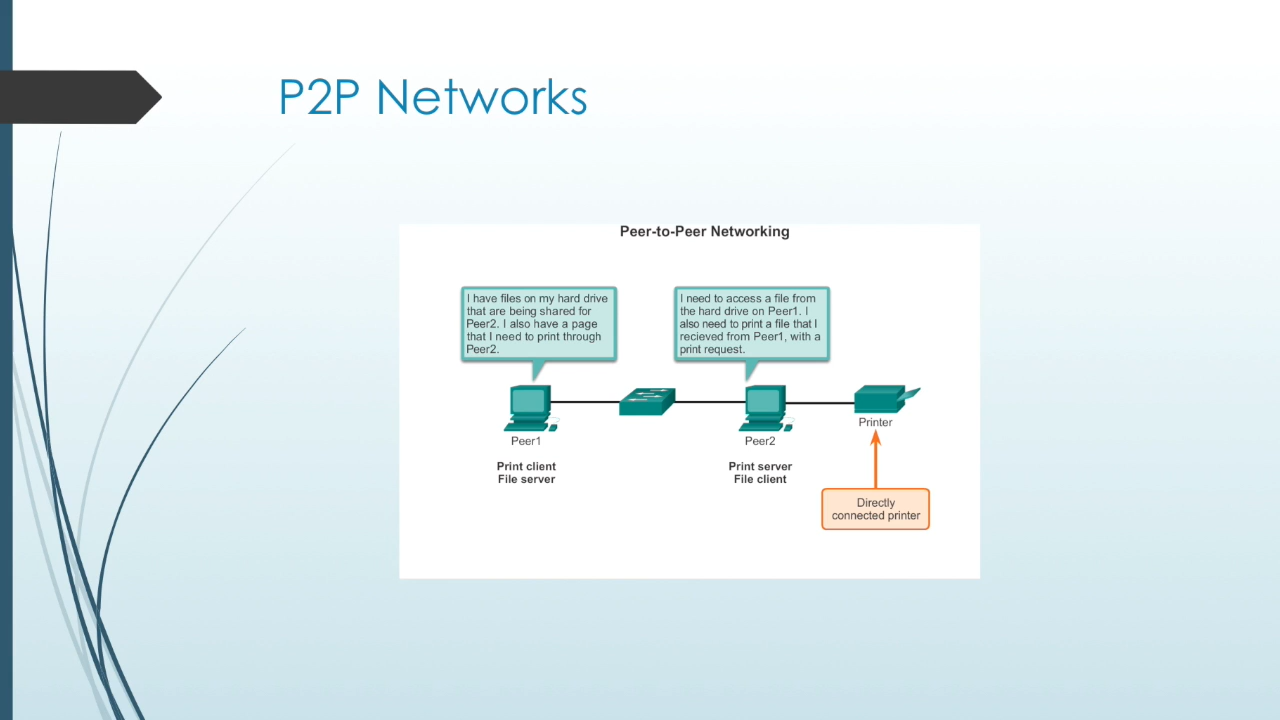 P2P Networks
Peer-to-Peer Networking
I have files on my hard drive
that are being shared for
Peer2. I also have a page
that I need to print through
Peer2.
I need to access a file from
the hard drive on Peer1. I
also need to print a file that I
recieved from Peer1, with a
print request.
Peer1
Print client
File server
Peer2
Print server
File client
Printer
Directly
connected printer